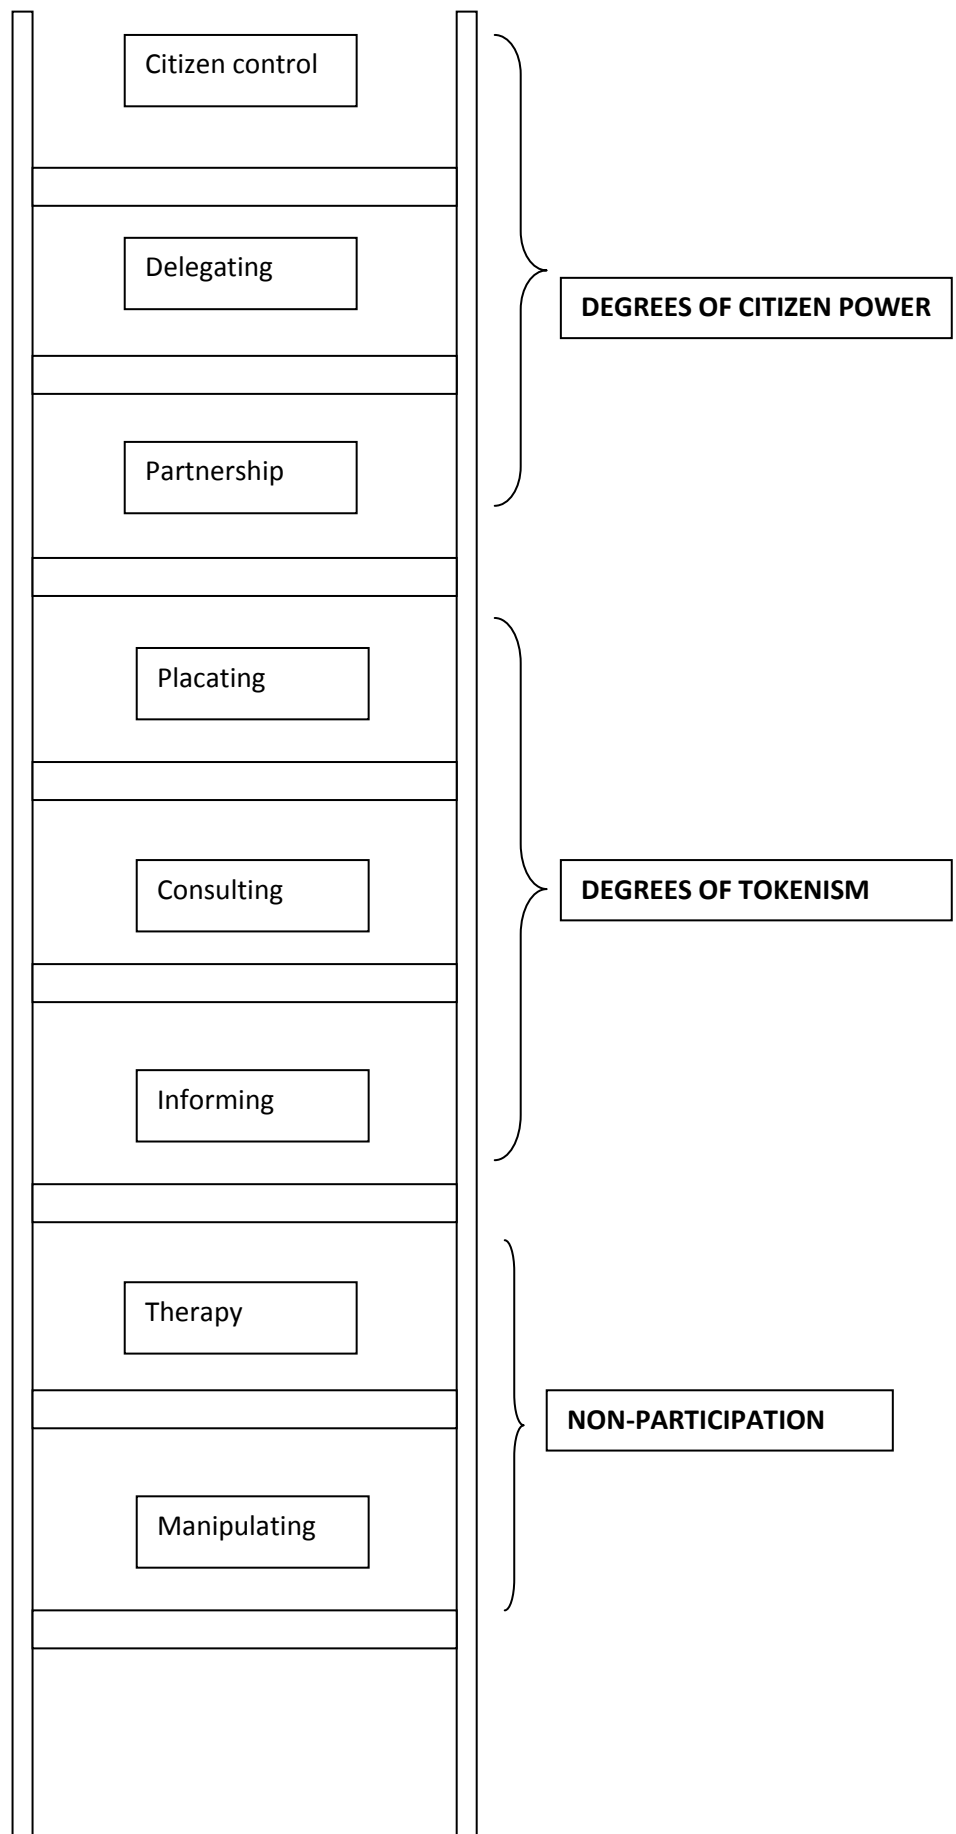 Citizen control
Delegating
DEGREES OF CITIZEN POWER
Partnership
Placating
Consulting
DEGREES OF TOKENISM
Informing
Therapy
NON-PARTICIPATION
Manipulating